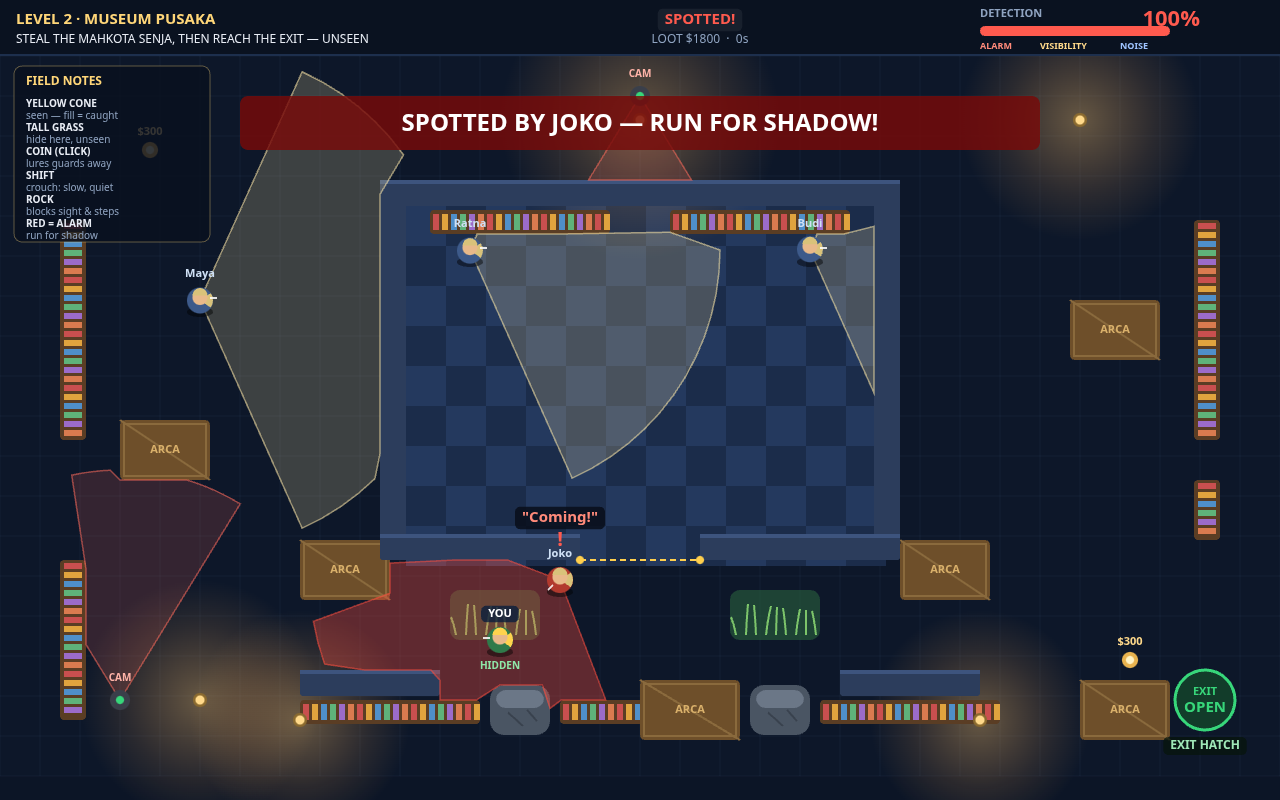 LEVEL 2 · MUSEUM PUSAKA
STEAL THE MAHKOTA SENJA, THEN REACH THE EXIT — UNSEEN
SPOTTED!
LOOT $1800 · 0s
DETECTION
100%
ALARM VISIBILITY NOISE
FIELD NOTES
YELLOW CONE
seen — fill = caught
TALL GRASS
hide here, unseen
COIN (CLICK)
lures guards away
SHIFT
crouch: slow, quiet
ROCK
blocks sight & steps
RED = ALARM
run for shadow
$300
CAM
SPOTTED BY JOKO — RUN FOR SHADOW!
Ratna
Budi
Maya
ARCA
ARCA
"Coming!"
!
Joko
ARCA
ARCA
YOU
HIDDEN
$300
CAM
EXIT
OPEN
ARCA
ARCA
EXIT HATCH